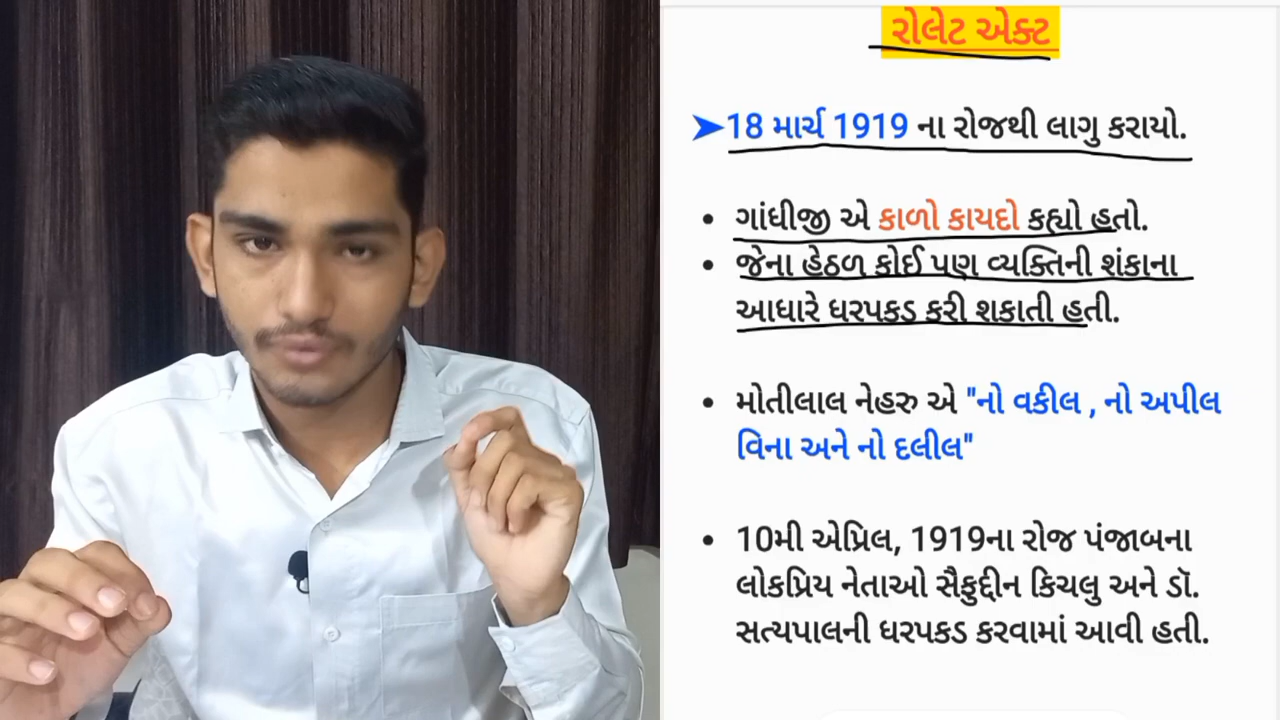 રોલેટ એક્ટ
➤18 માર્ચ 1919 ના રોજથી લાગુ કરાયો.
• ગાંધીજી એ કાળો કાયદો કહ્યો હતો.
• જેના હેઠળ કોઈ પણ વ્યક્તિની શંકાના
આધારે ધરપકડ કરી શકાતી હતી.
• મોતીલાલ નેહરુ એ "નો વકીલ , નો અપીલ
વિના અને નો દલીલ"
• 10મી એપ્રિલ, 1919ના રોજ પંજાબના
લોકપ્રિય નેતાઓ સૈફુદ્દીન કિચલુ અને ડૉ.
સત્યપાલની ધરપકડ કરવામાં આવી હતી.